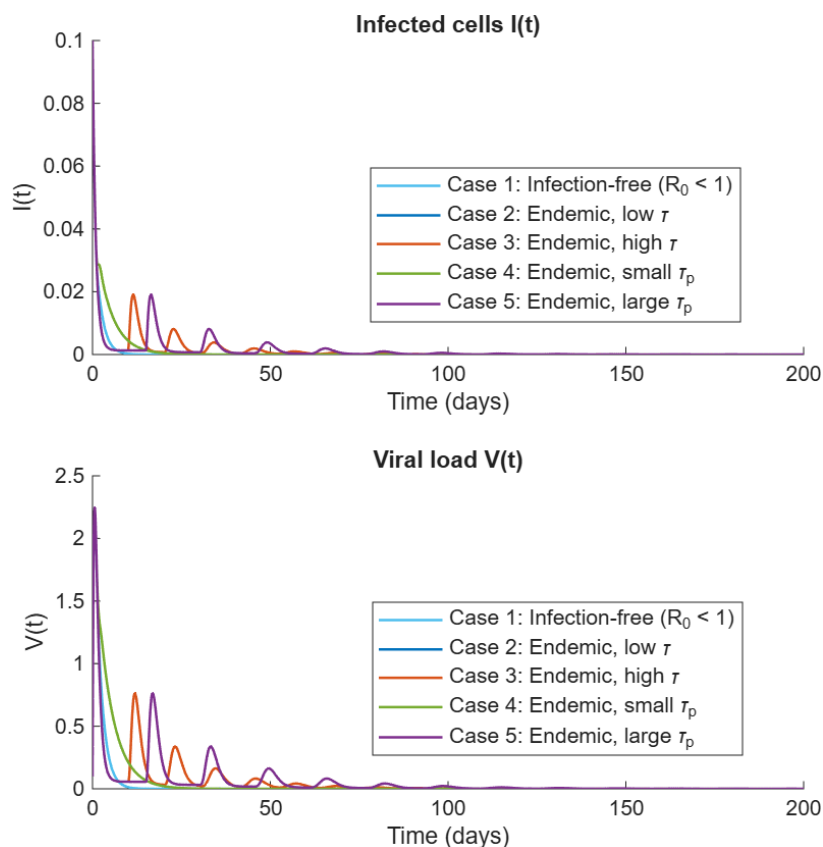 Infected cells I(t)
0.1
0.08
0.06
0.04
0.02
0
I(t)
Case 1: Infection-free (R₀ < 1)
Case 2: Endemic, low τ
Case 3: Endemic, high τ
Case 4: Endemic, small τₚ
Case 5: Endemic, large τₚ
0 50 100 150 200
Time (days)
Viral load V(t)
2.5
2
1.5
1
0.5
0
V(t)
Case 1: Infection-free (R₀ < 1)
Case 2: Endemic, low τ
Case 3: Endemic, high τ
Case 4: Endemic, small τₚ
Case 5: Endemic, large τₚ
0 50 100 150 200
Time (days)